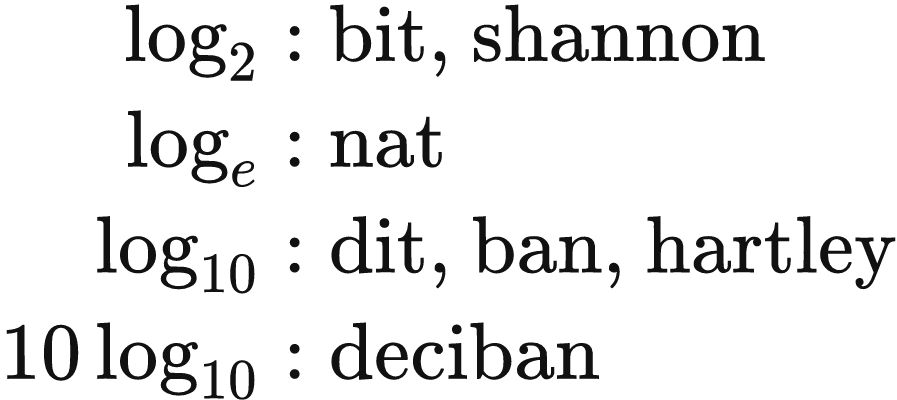 log₂ : bit, shannon
logₑ : nat
log₁₀ : dit, ban, hartley
10 log₁₀ : deciban